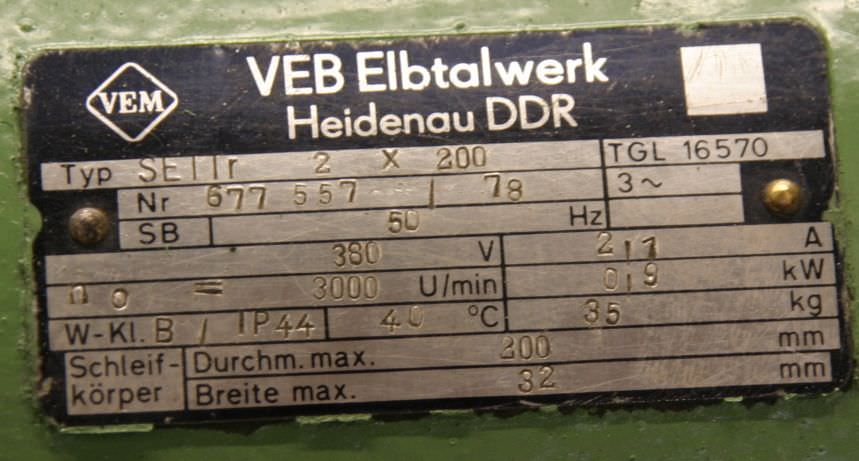 VEM
VEB Elbtalwerk
Heidenau DDR
Typ SEIIr 2 X 200 TGL 16570
Nr 677 557 / 78 3~
SB 50 Hz
380 V 2,1 A
n o = 3000 U/min 0,9 kW
W-Kl. B / IP44 40 °C 35 kg
Schleif-körper Durchm. max. 200 mm
Breite max. 32 mm